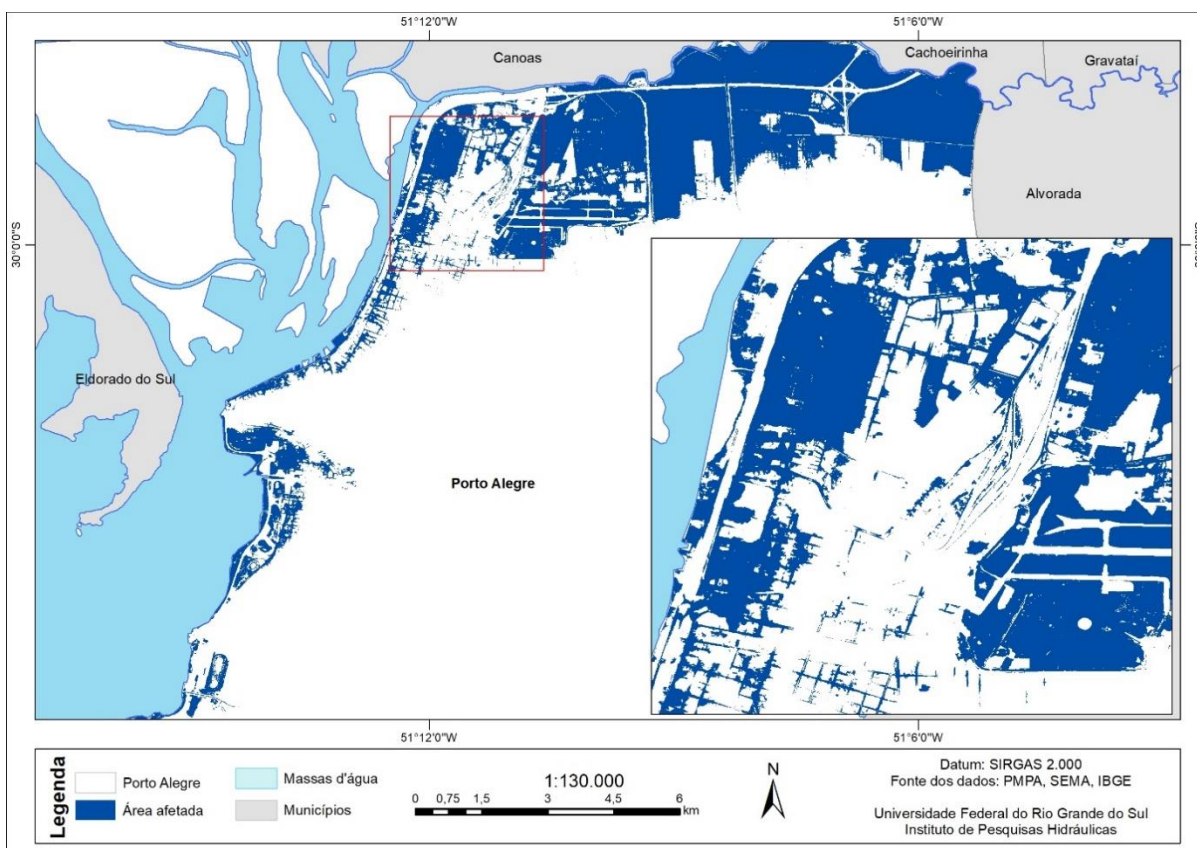 51°12'0"W
51°6'0"W
Canoas
Cachoeirinha
Gravataí
Alvorada
30°0'0"S
Eldorado do Sul
Porto Alegre
51°12'0"W
51°6'0"W
Legenda
Porto Alegre
Massas d'água
Área afetada
Municípios
1:130.000
0 0,75 1,5 3 4,5 6
km
N
Datum: SIRGAS 2.000
Fonte dos dados: PMPA, SEMA, IBGE
Universidade Federal do Rio Grande do Sul
Instituto de Pesquisas Hidráulicas